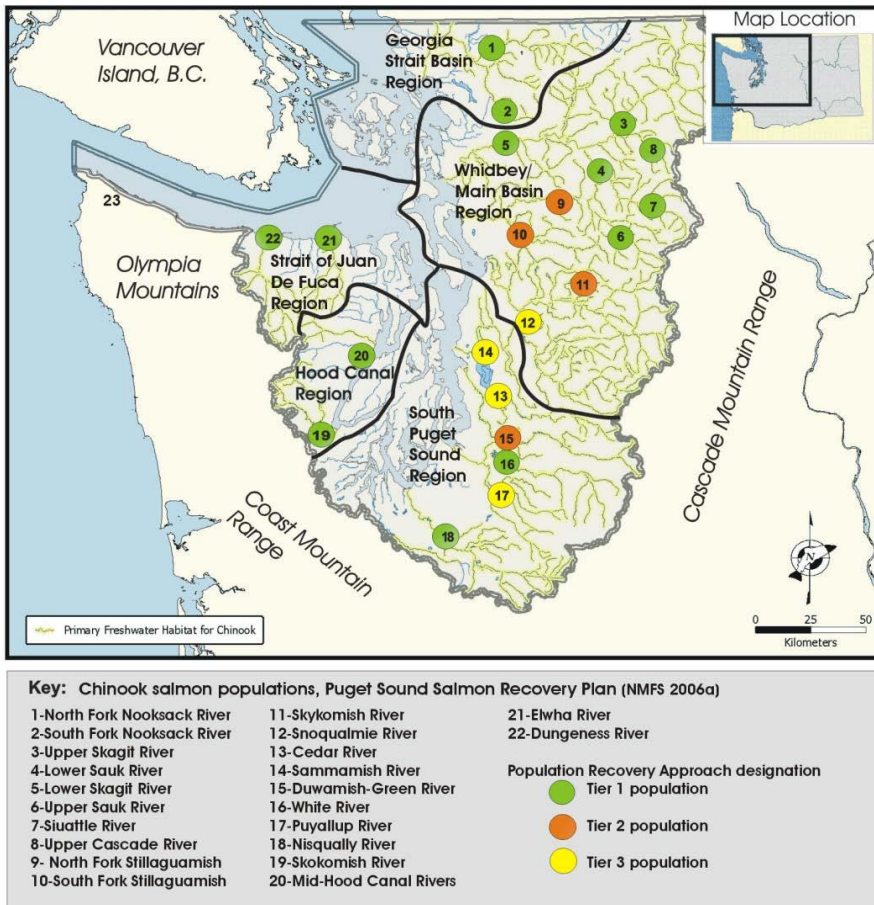 Map Location
Vancouver
Island, B.C.
Georgia
Strait Basin
Region
1
2
3
5
8
4
Whidbey/
Main Basin
Region
9
7
10
6
23
22
21
Olympia
Mountains
Strait of Juan
De Fuca
Region
11
12
14
20
Hood Canal
Region
13
Cascade Mountain Range
19
South
Puget
Sound
Region
15
16
17
18
Coast Mountain
Range
N
Primary Freshwater Habitat for Chinook
0 25 50
Kilometers
Key: Chinook salmon populations, Puget Sound Salmon Recovery Plan (NMFS 2006a)
1-North Fork Nooksack River
2-South Fork Nooksack River
3-Upper Skagit River
4-Lower Sauk River
5-Lower Skagit River
6-Upper Sauk River
7-Siuattle River
8-Upper Cascade River
9- North Fork Stillaguamish
10-South Fork Stillaguamish
11-Skykomish River
12-Snoqualmie River
13-Cedar River
14-Sammamish River
15-Duwamish-Green River
16-White River
17-Puyallup River
18-Nisqually River
19-Skokomish River
20-Mid-Hood Canal Rivers
21-Elwha River
22-Dungeness River
Population Recovery Approach designation
Tier 1 population
Tier 2 population
Tier 3 population